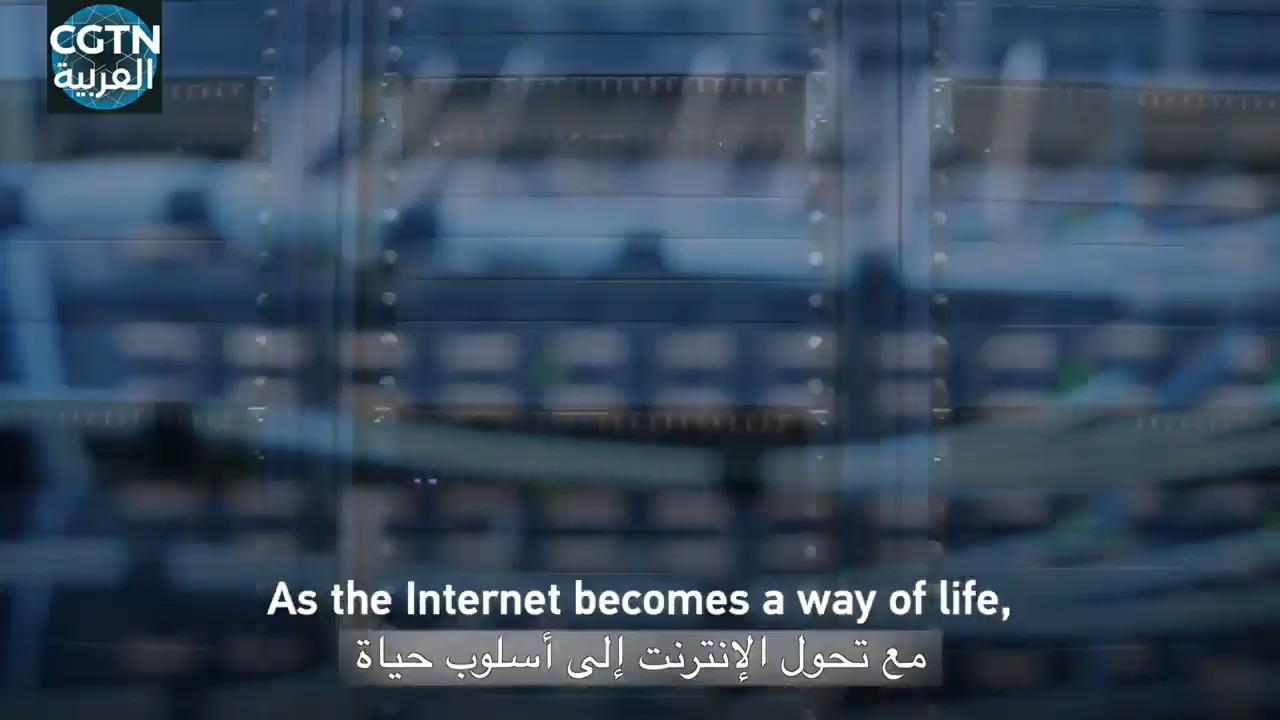 CGTN
العربية
As the Internet becomes a way of life,
مع تحول الإنترنت إلى أسلوب حياة